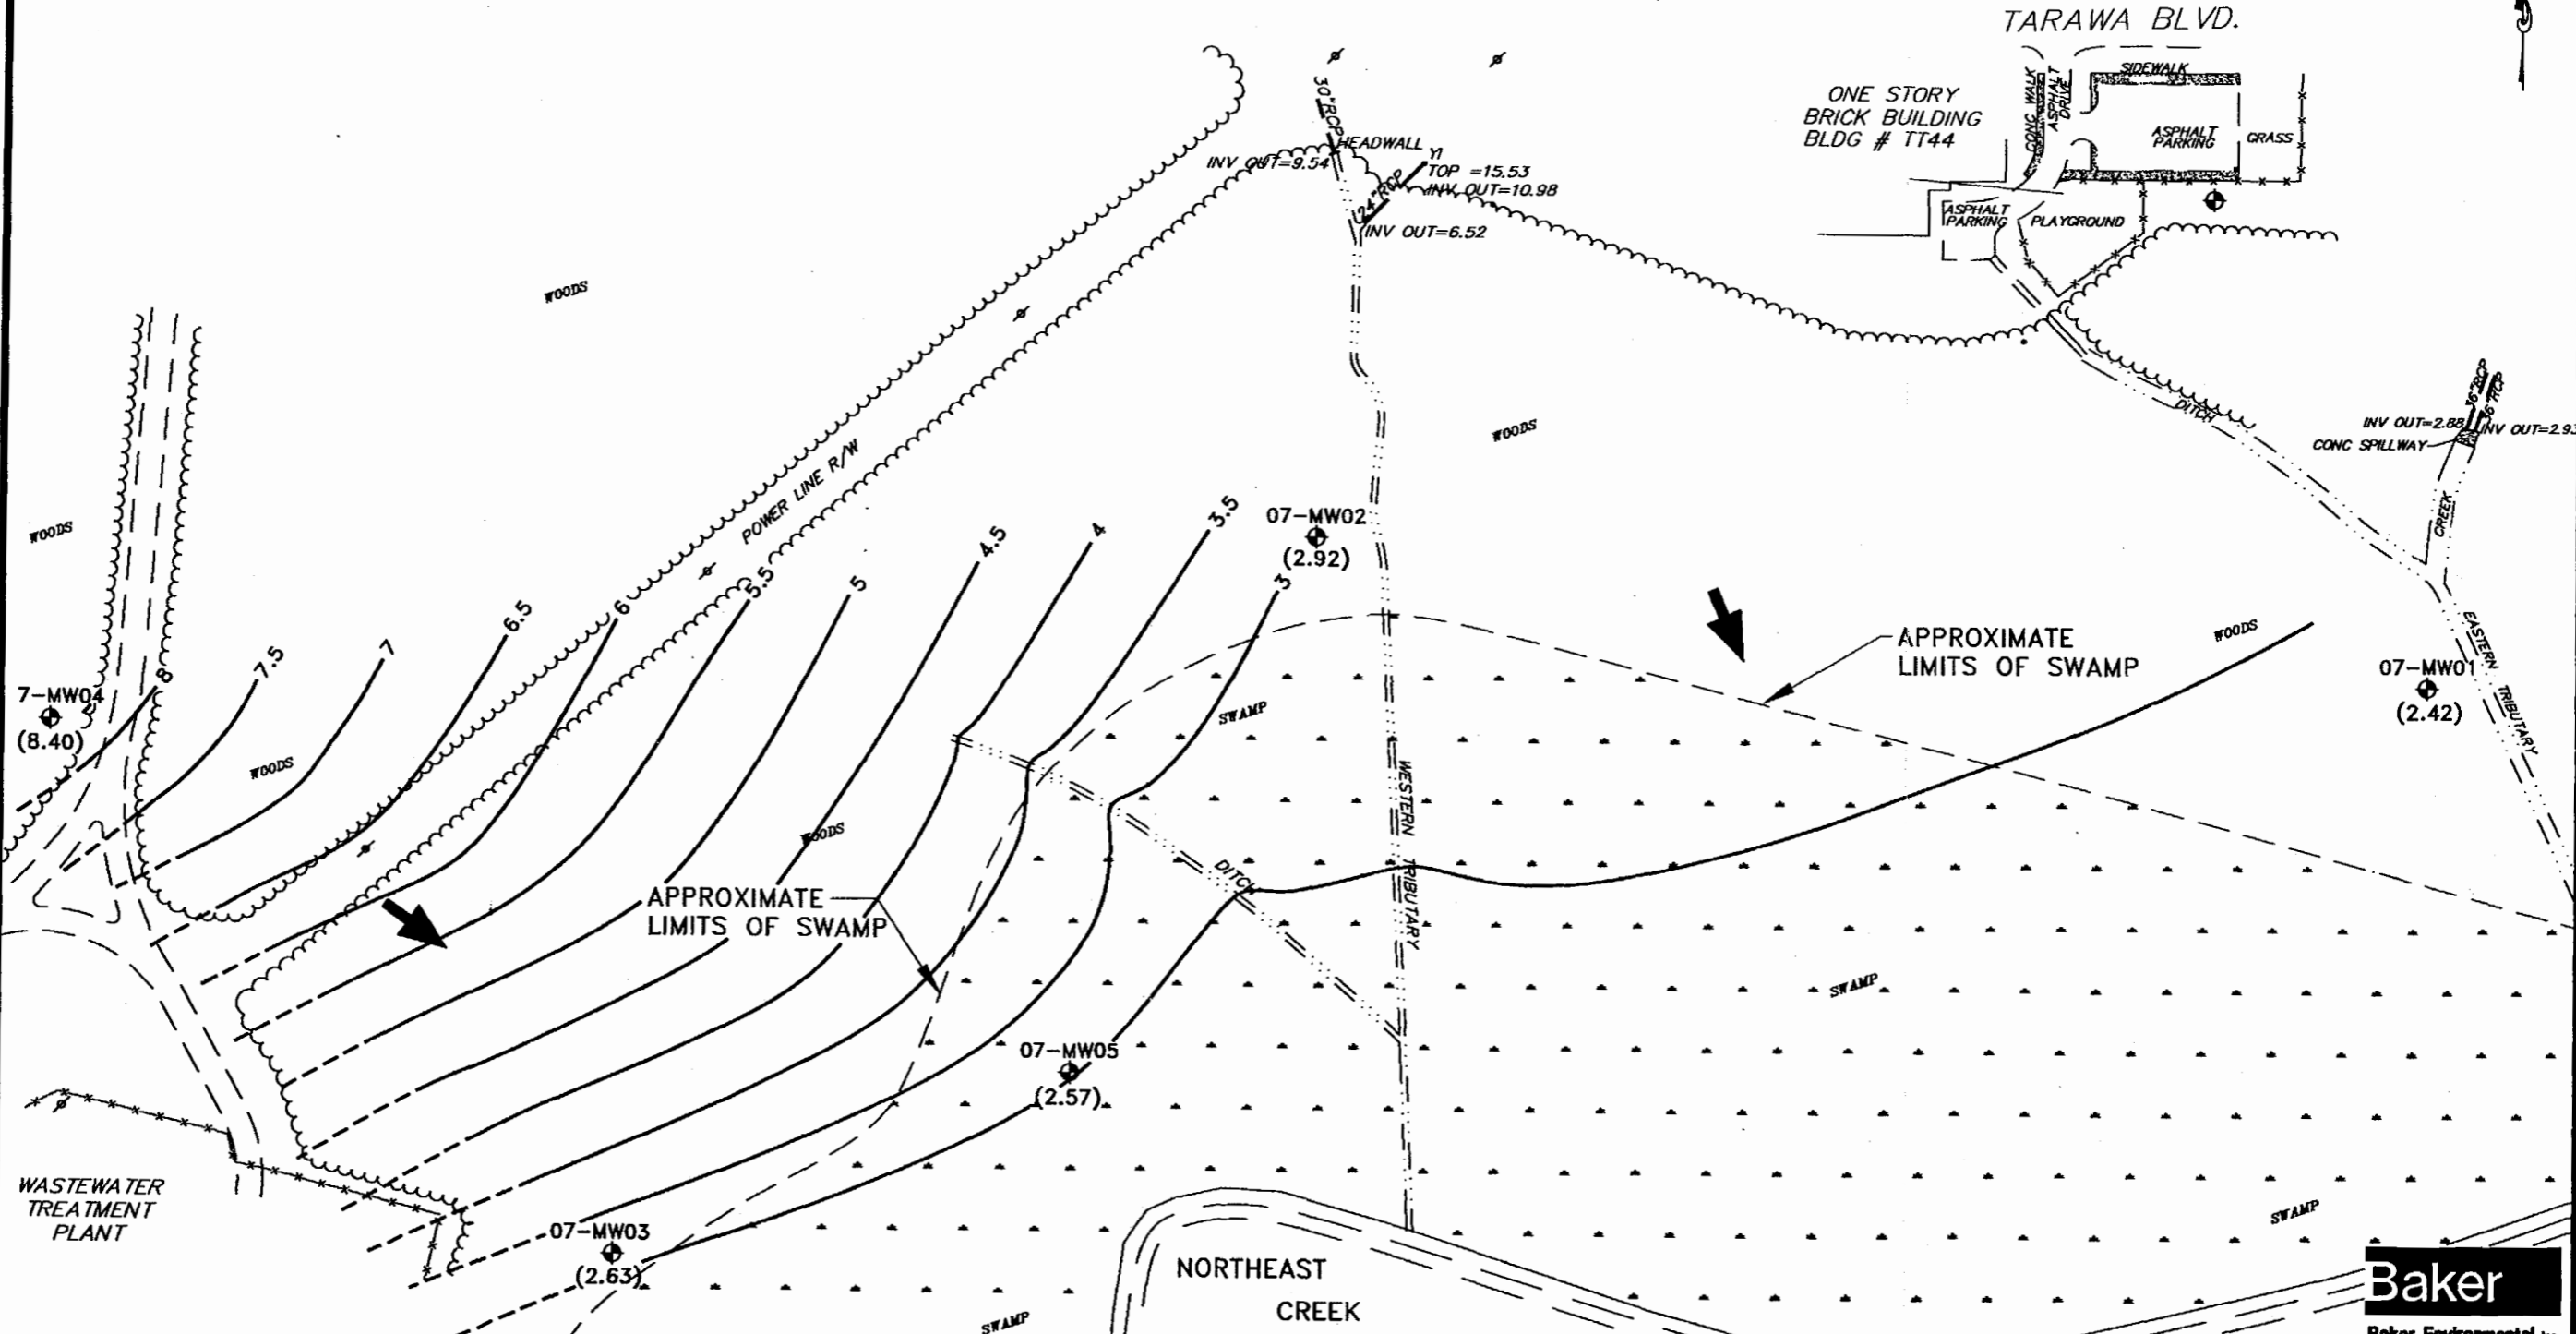 TARAWA BLVD.
SIDEWALK
CONC WALK
ASPHALT
DRIVE
ONE STORY
BRICK BUILDING
BLDG # TT44
ASPHALT
PARKING
GRASS
ASPHALT
PARKING
PLAYGROUND
30"RCP
HEADWALL
INV OUT=9.54
Y1
TOP =15.53
INV OUT=10.98
24"RCP
INV OUT=6.52
WOODS
36"RCP
36"RCP
INV OUT=2.88
INV OUT=2.93
CONC SPILLWAY
DITCH
CREEK
WOODS
POWER LINE R/W
WOODS
07-MW02
(2.92)
3.5
4
4.5
5
5.5
6
6.5
7
7.5
8
3
APPROXIMATE
LIMITS OF SWAMP
WOODS
EASTERN TRIBUTARY
07-MW01
(2.42)
7-MW04
(8.40)
WOODS
SWAMP
WESTERN TRIBUTARY
WOODS
DITCH
APPROXIMATE
LIMITS OF SWAMP
SWAMP
07-MW05
(2.57)
WASTEWATER
TREATMENT
PLANT
07-MW03
(2.63)
NORTHEAST
CREEK
SWAMP
SWAMP
Baker
Baker Environmental